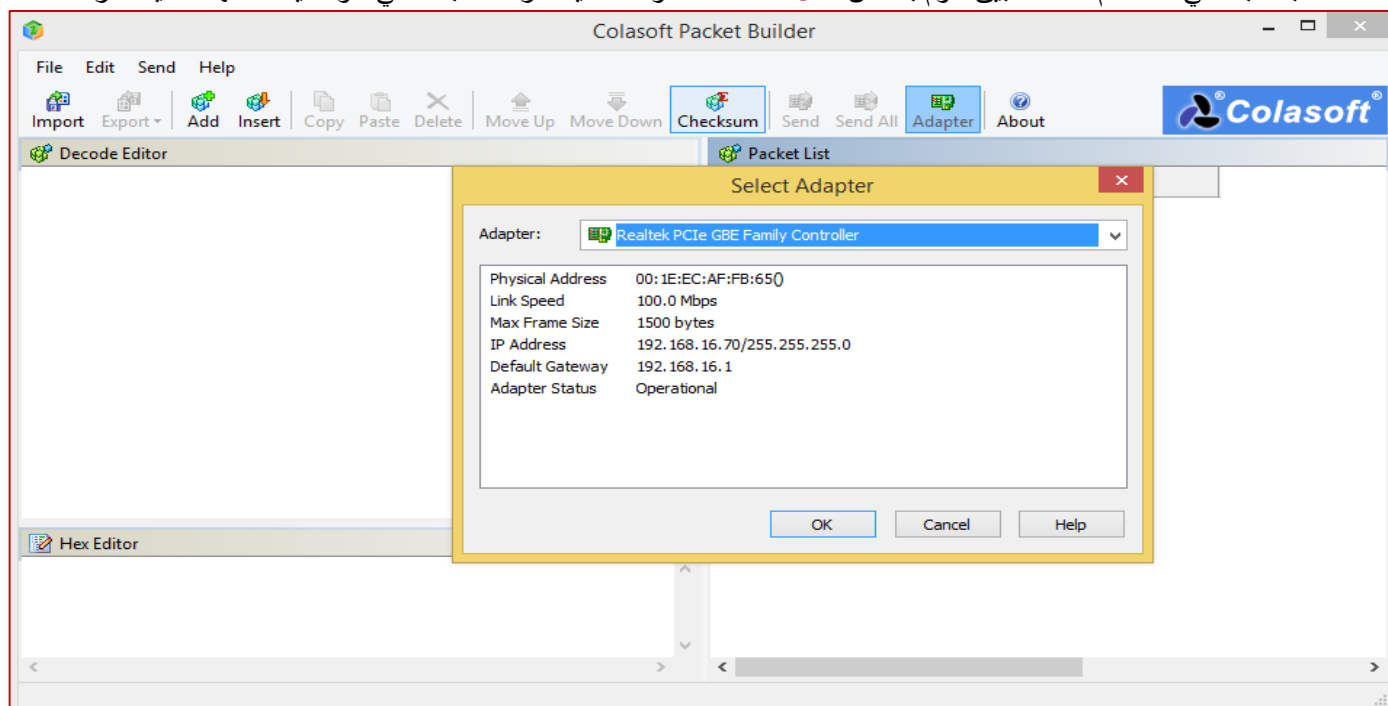 Colasoft Packet Builder
File Edit Send Help
Import Export Add Insert Copy Paste Delete Move Up Move Down Checksum Send Send All Adapter About
Colasoft®
Decode Editor
Packet List
Select Adapter
Adapter: Realtek PCIe GBE Family Controller
Physical Address 00:1E:EC:AF:FB:65()
Link Speed 100.0 Mbps
Max Frame Size 1500 bytes
IP Address 192.168.16.70/255.255.255.0
Default Gateway 192.168.16.1
Adapter Status Operational
OK Cancel Help
Hex Editor